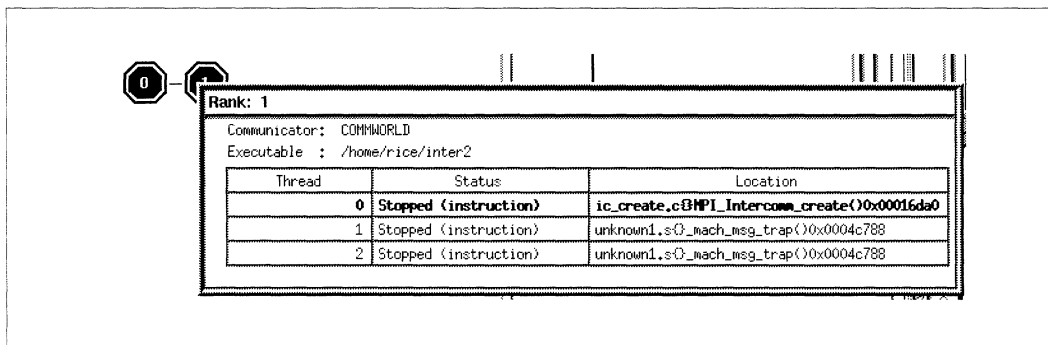 0 1
Rank: 1
Communicator: COMMWORLD
Executable : /home/rice/inter2
Thread Status Location
0 Stopped (instruction) ic_create.c{}MPI_Intercomm_create()0x00016da0
1 Stopped (instruction) unknown1.s{}_mach_msg_trap()0x0004c788
2 Stopped (instruction) unknown1.s{}_mach_msg_trap()0x0004c788